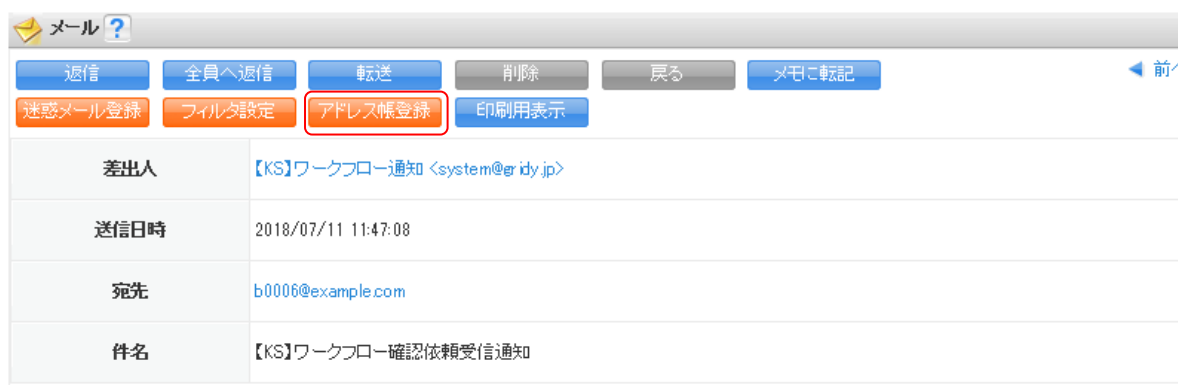 メール ?
返信 全員へ返信 転送 削除 戻る メモに転記 前へ
迷惑メール登録 フィルタ設定 アドレス帳登録 印刷用表示
差出人 【KS】ワークフロー通知 <system@gridy.jp>
送信日時 2018/07/11 11:47:08
宛先 b0006@example.com
件名 【KS】ワークフロー確認依頼受信通知